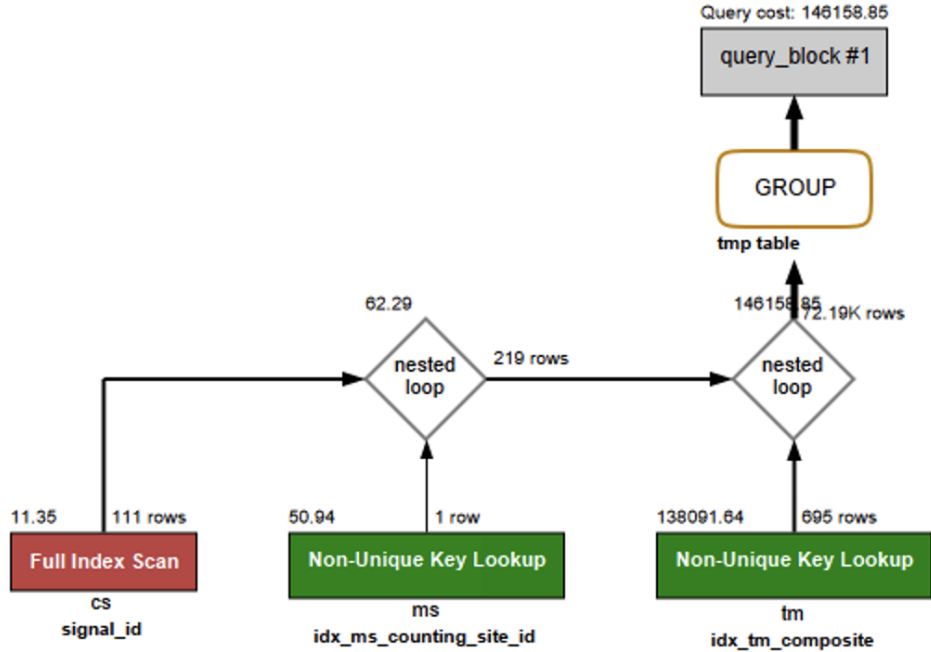 Query cost: 146158.85
query_block #1
GROUP
tmp table
146158.85
72.19K rows
62.29
nested
loop
219 rows
nested
loop
11.35
111 rows
50.94
1 row
138091.64
695 rows
Full Index Scan
Non-Unique Key Lookup
Non-Unique Key Lookup
cs
ms
tm
signal_id
idx_ms_counting_site_id
idx_tm_composite